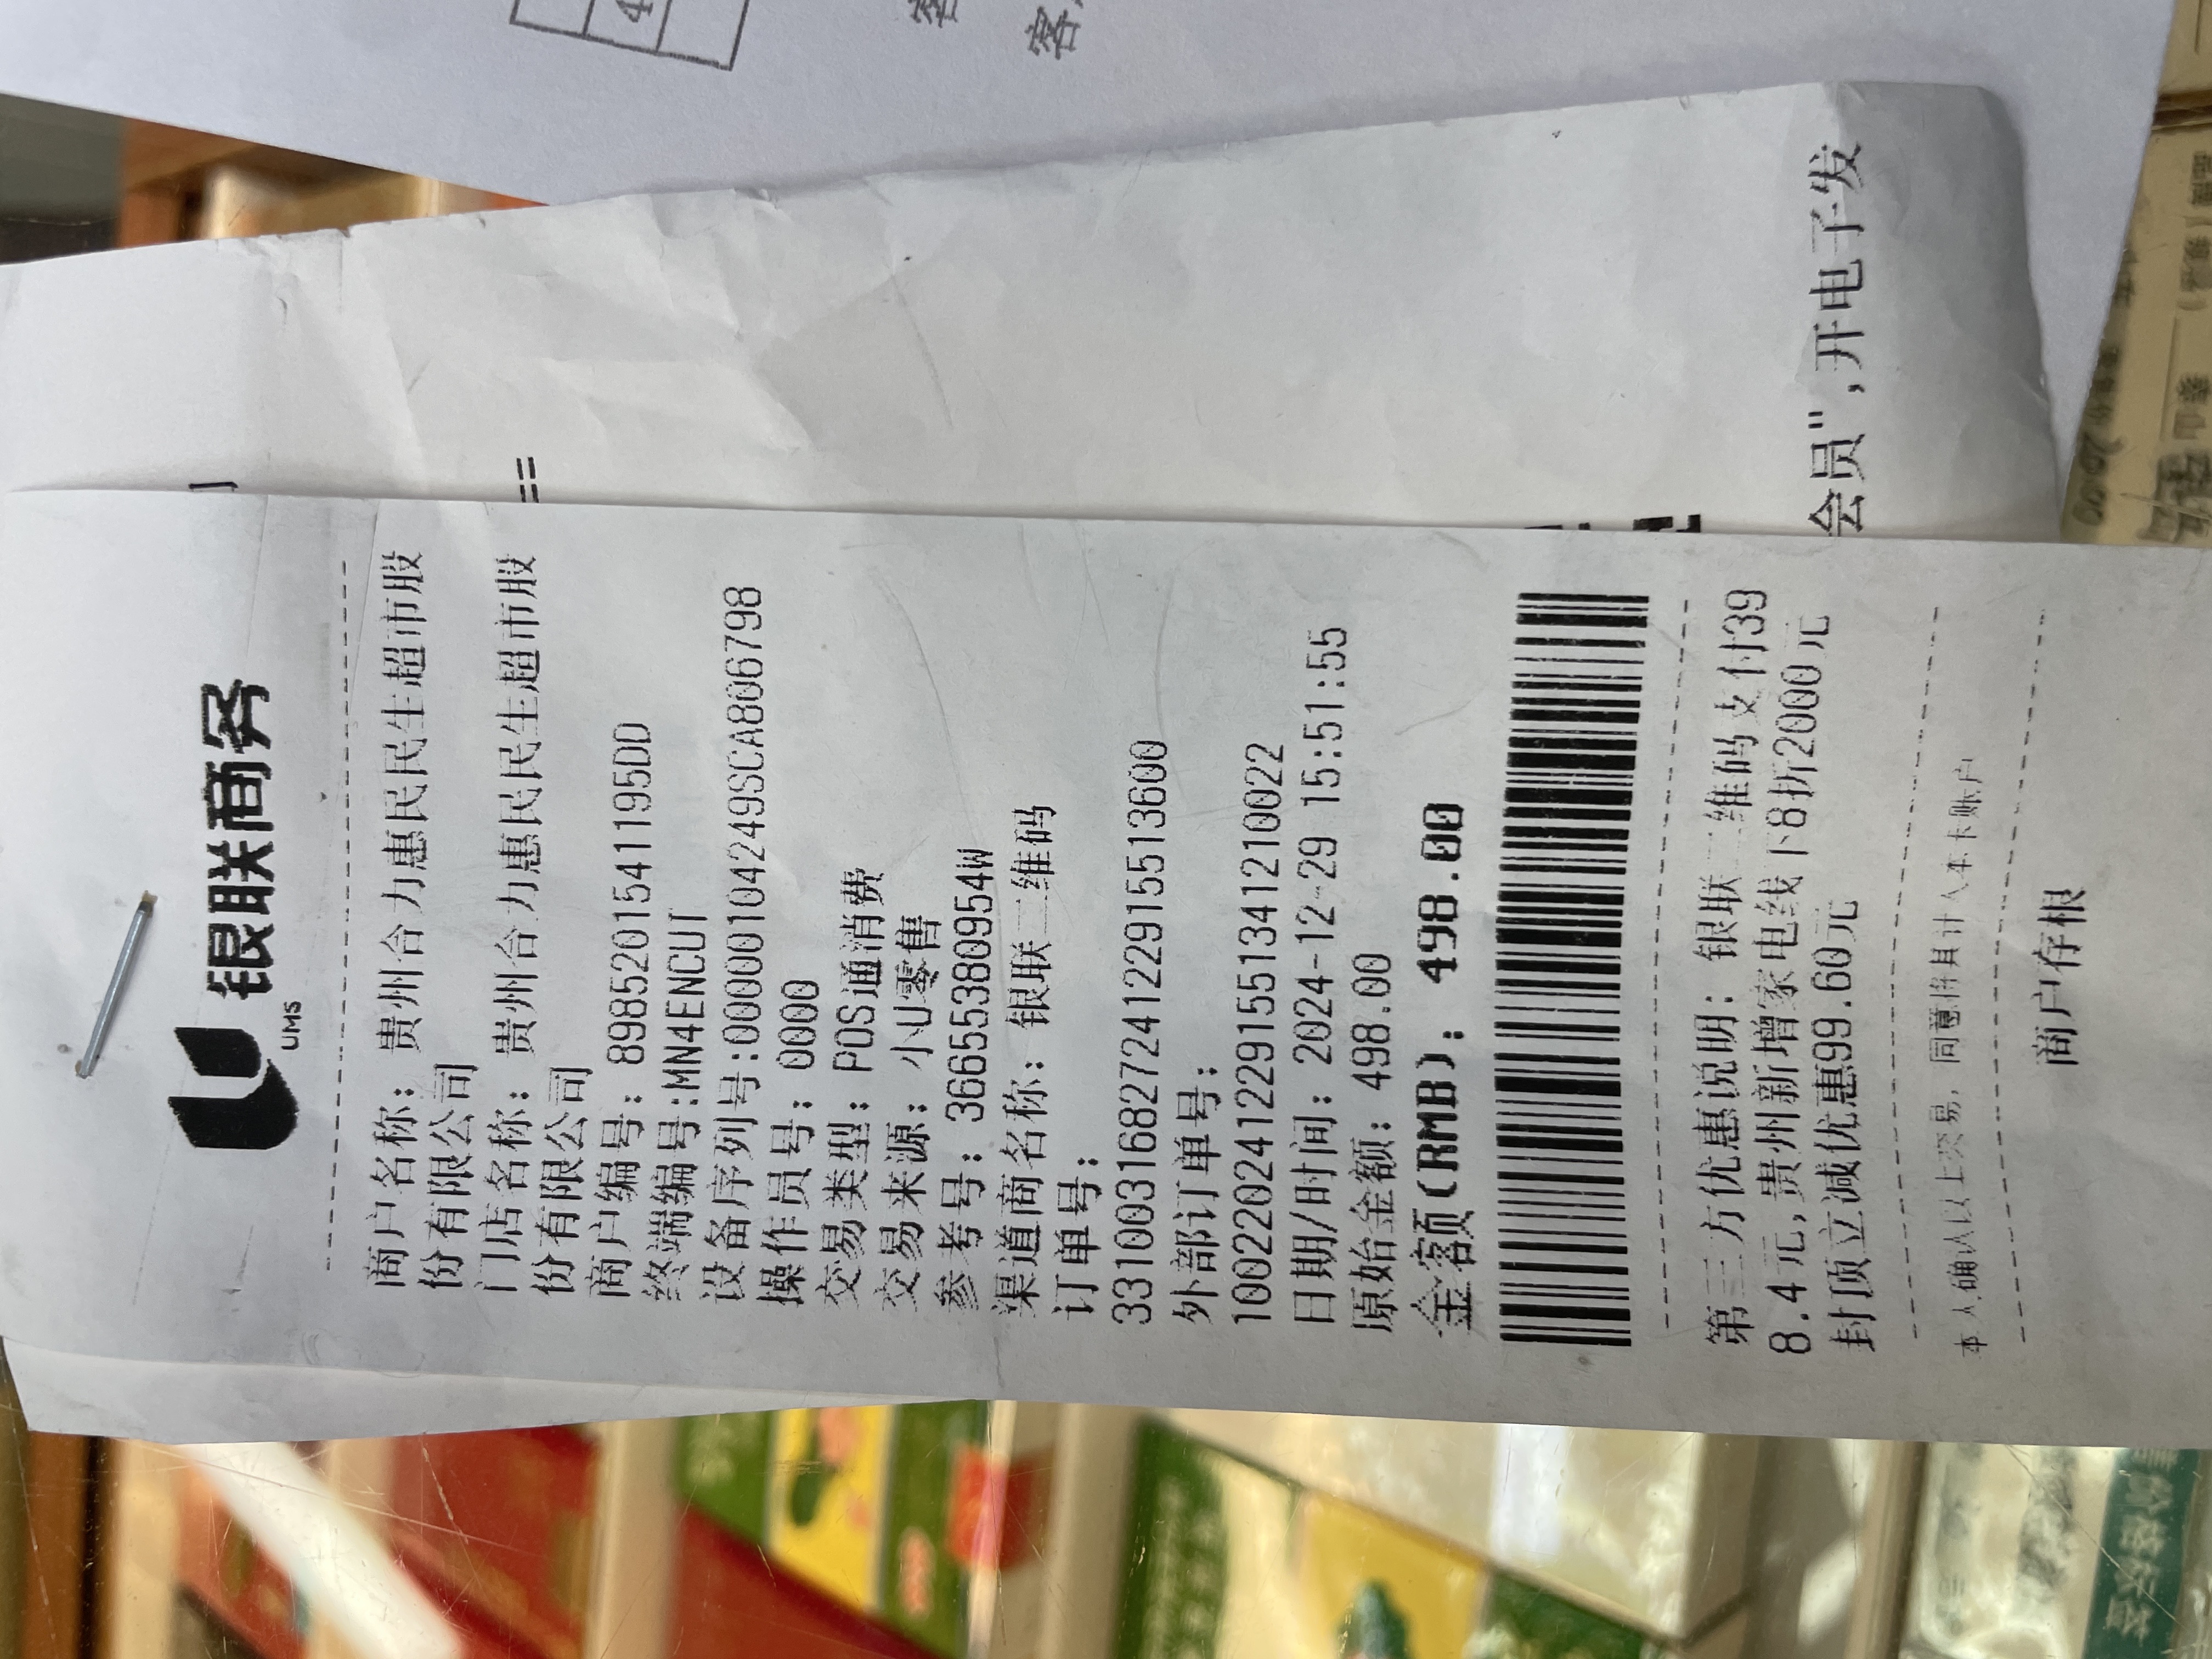 银联商务
UMS
商户名称: 贵州合力惠民民生超市股
份有限公司
门店名称: 贵州合力惠民民生超市股
份有限公司
商户编号: 8985201541195DD
终端编号:MN4ENCUT
设备序列号:00000104249SCA806798
操作员号: 0000
交易类型: POS通消费
交易来源: 小U零售
参考号: 36655380954W
渠道商名称: 银联二维码
订单号:
33100316827241229155513600
外部订单号:
10022024122915513412100022
日期/时间: 2024-12-29 15:51:55
原始金额: 498.00
金额(RMB): 498.00
第三方优惠说明: 银联二维码支付39
8.4元,贵州新增家电线下8折2000元
封顶立减优惠99.60元
本人确认以上交易, 同意将其计入本卡账户
商户存根
会员",开电子发